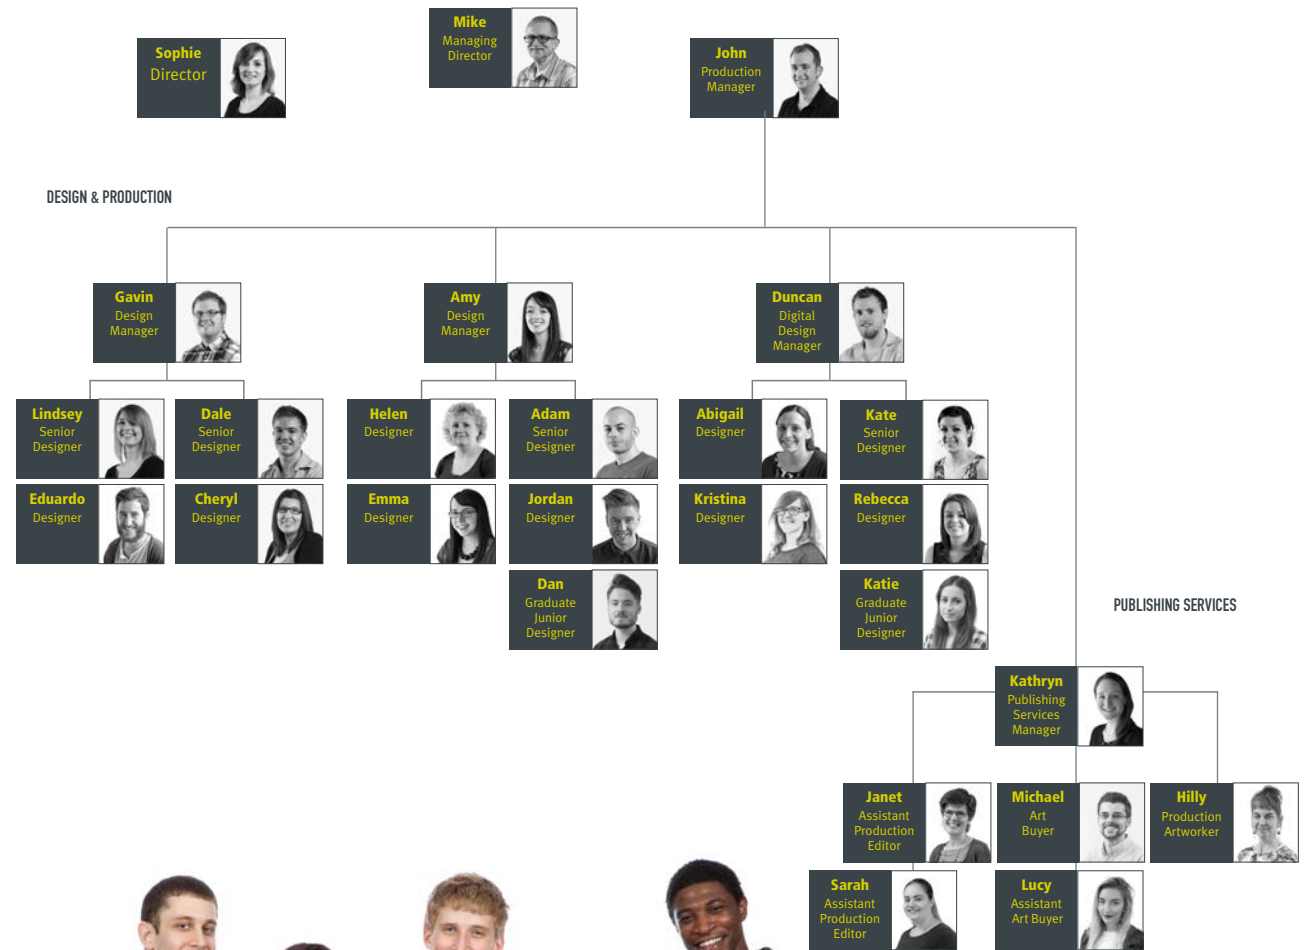 Mike
Managing
Director
Sophie
Director
John
Production
Manager
DESIGN & PRODUCTION
Gavin
Design
Manager
Amy
Design
Manager
Duncan
Digital
Design
Manager
Lindsey
Senior
Designer
Dale
Senior
Designer
Helen
Designer
Adam
Senior
Designer
Abigail
Designer
Kate
Senior
Designer
Eduardo
Designer
Cheryl
Designer
Emma
Designer
Jordan
Designer
Kristina
Designer
Rebecca
Designer
Dan
Graduate
Junior
Designer
Katie
Graduate
Junior
Designer
PUBLISHING SERVICES
Kathryn
Publishing
Services
Manager
Janet
Assistant
Production
Editor
Michael
Art
Buyer
Hilly
Production
Artworker
Sarah
Assistant
Production
Editor
Lucy
Assistant
Art Buyer